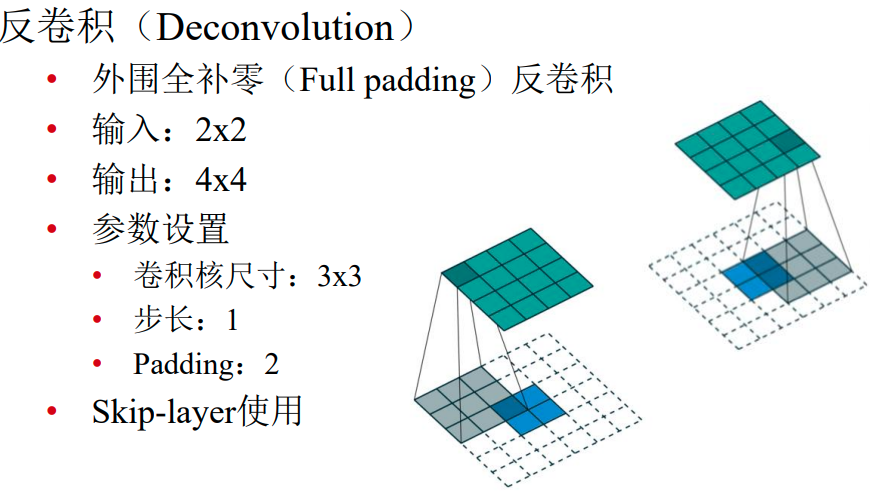 反卷积（Deconvolution）
• 外围全补零（Full padding）反卷积
• 输入：2x2
• 输出：4x4
• 参数设置
• 卷积核尺寸：3x3
• 步长：1
• Padding：2
• Skip-layer使用